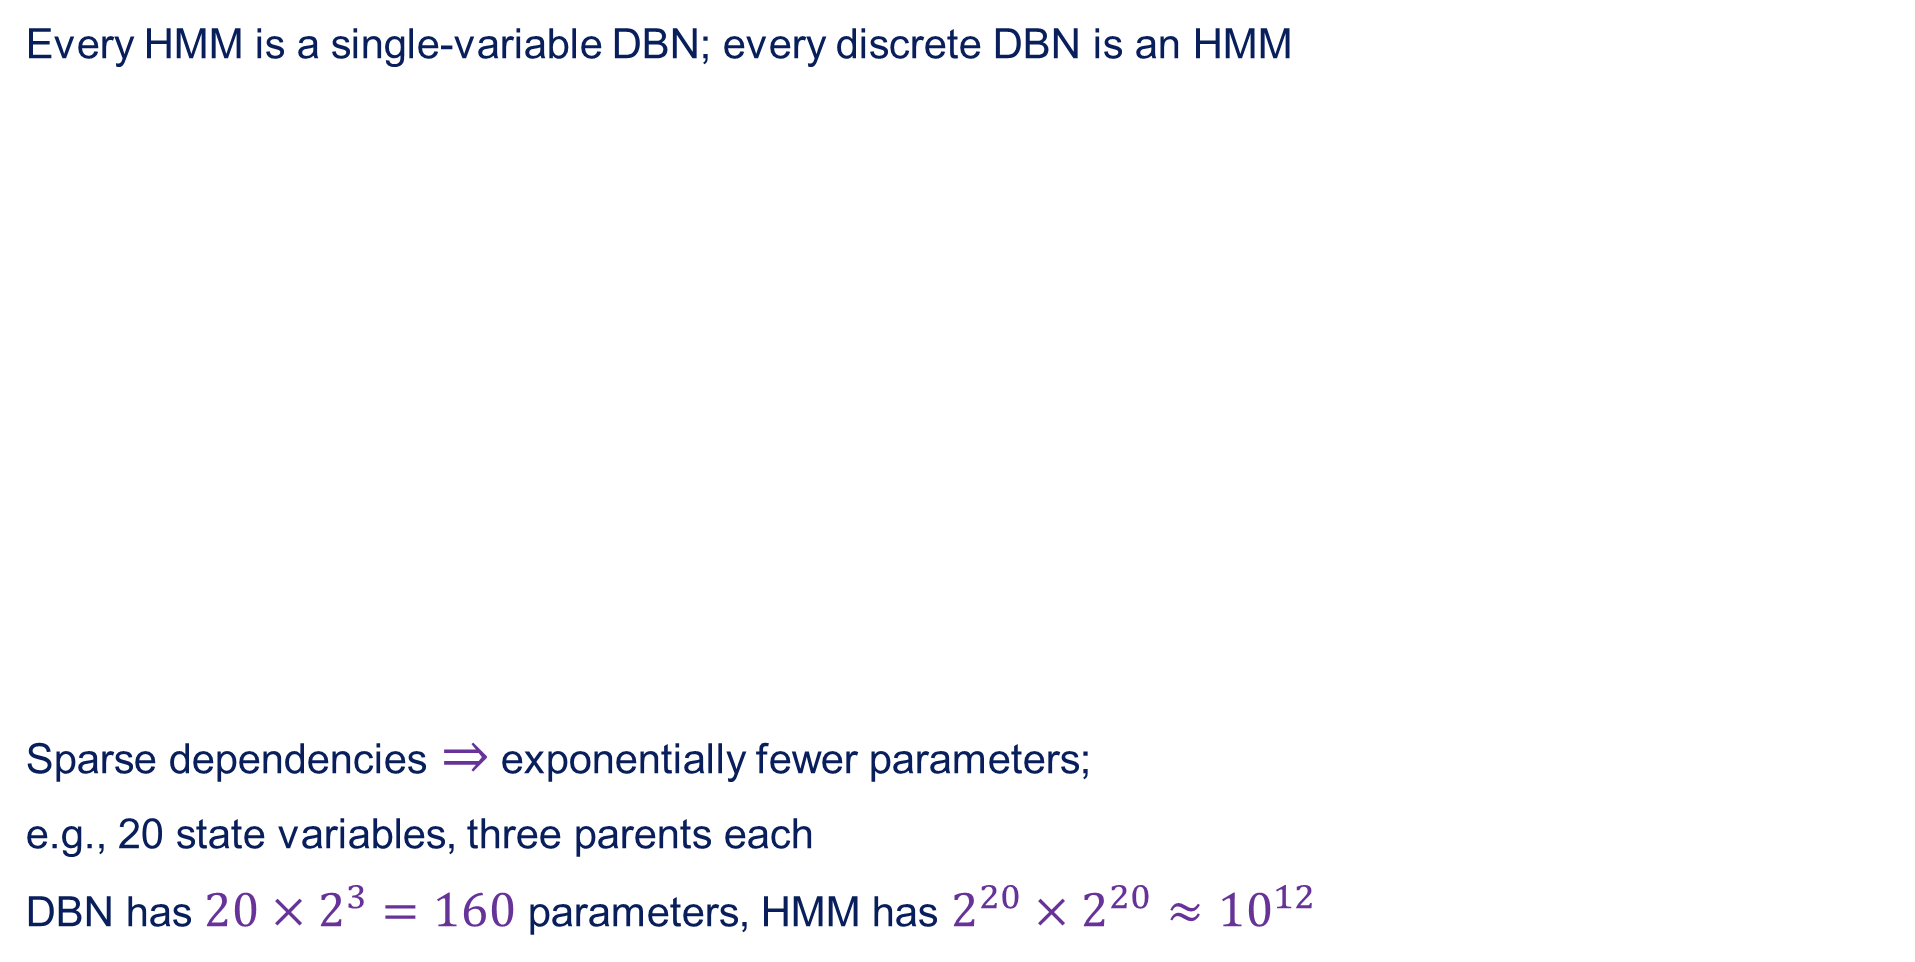 Every HMM is a single-variable DBN; every discrete DBN is an HMM
Sparse dependencies ⇒ exponentially fewer parameters;
e.g., 20 state variables, three parents each
DBN has 20 × 2³ = 160 parameters, HMM has 2²⁰ × 2²⁰ ≈ 10¹²